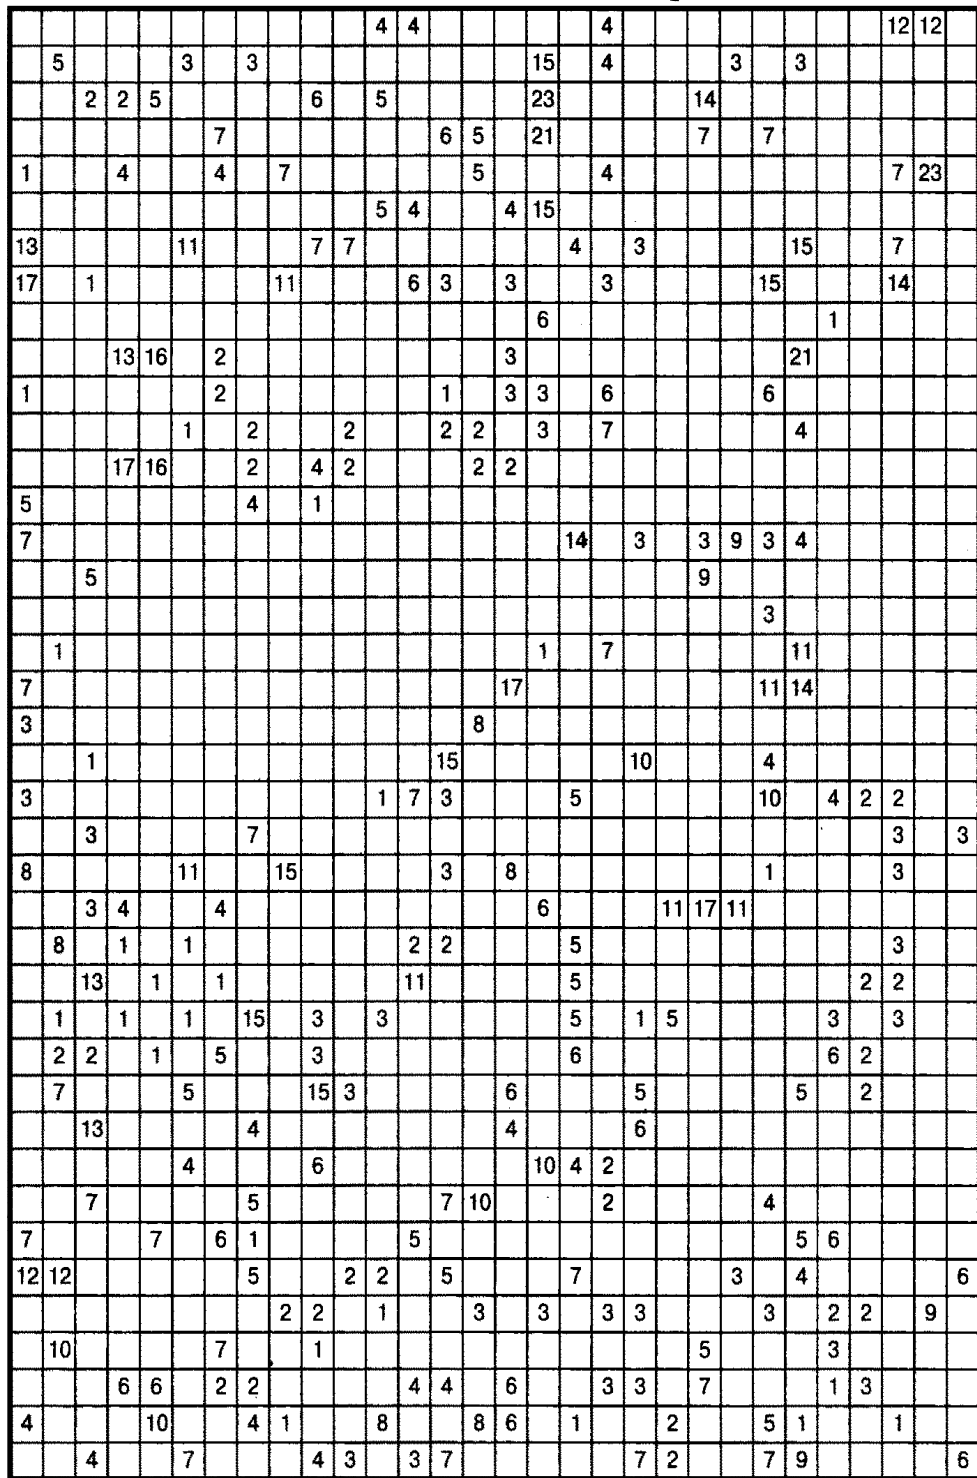 4 4 4 12 12
5 3 3 15 4 3 3
2 2 5 6 5 23 14
7 6 5 21 7 7
1 4 4 7 5 4 7 23
5 4 4 15
13 11 7 7 4 3 15 7
17 1 11 6 3 3 3 15 14
6 1
13 16 2 3 21
1 2 1 3 3 6 6
1 2 2 2 2 3 7 4
17 16 2 4 2 2 2
5 4 1
7 14 3 3 9 3 4
5 9
3
1 1 7 11
7 17 11 14
3 8
1 15 10 4
3 1 7 3 5 10 4 2 2
3 7 3 3
8 11 15 3 8 1 3
3 4 4 6 11 17 11
8 1 1 2 2 5 3
13 1 1 11 5 2 2
1 1 1 15 3 3 5 1 5 3 3
2 2 1 5 3 6 6 2
7 5 15 3 6 5 5 2
13 4 4 6
4 6 10 4 2
7 5 7 10 2 4
7 7 6 1 5 5 6
12 12 5 2 2 5 7 3 4 6
2 2 1 3 3 3 3 3 2 2 9
10 7 1 5 3
6 6 2 2 4 4 6 3 3 7 1 3
4 10 4 1 8 8 6 1 2 5 1 1
4 7 4 3 3 7 7 2 7 9 6